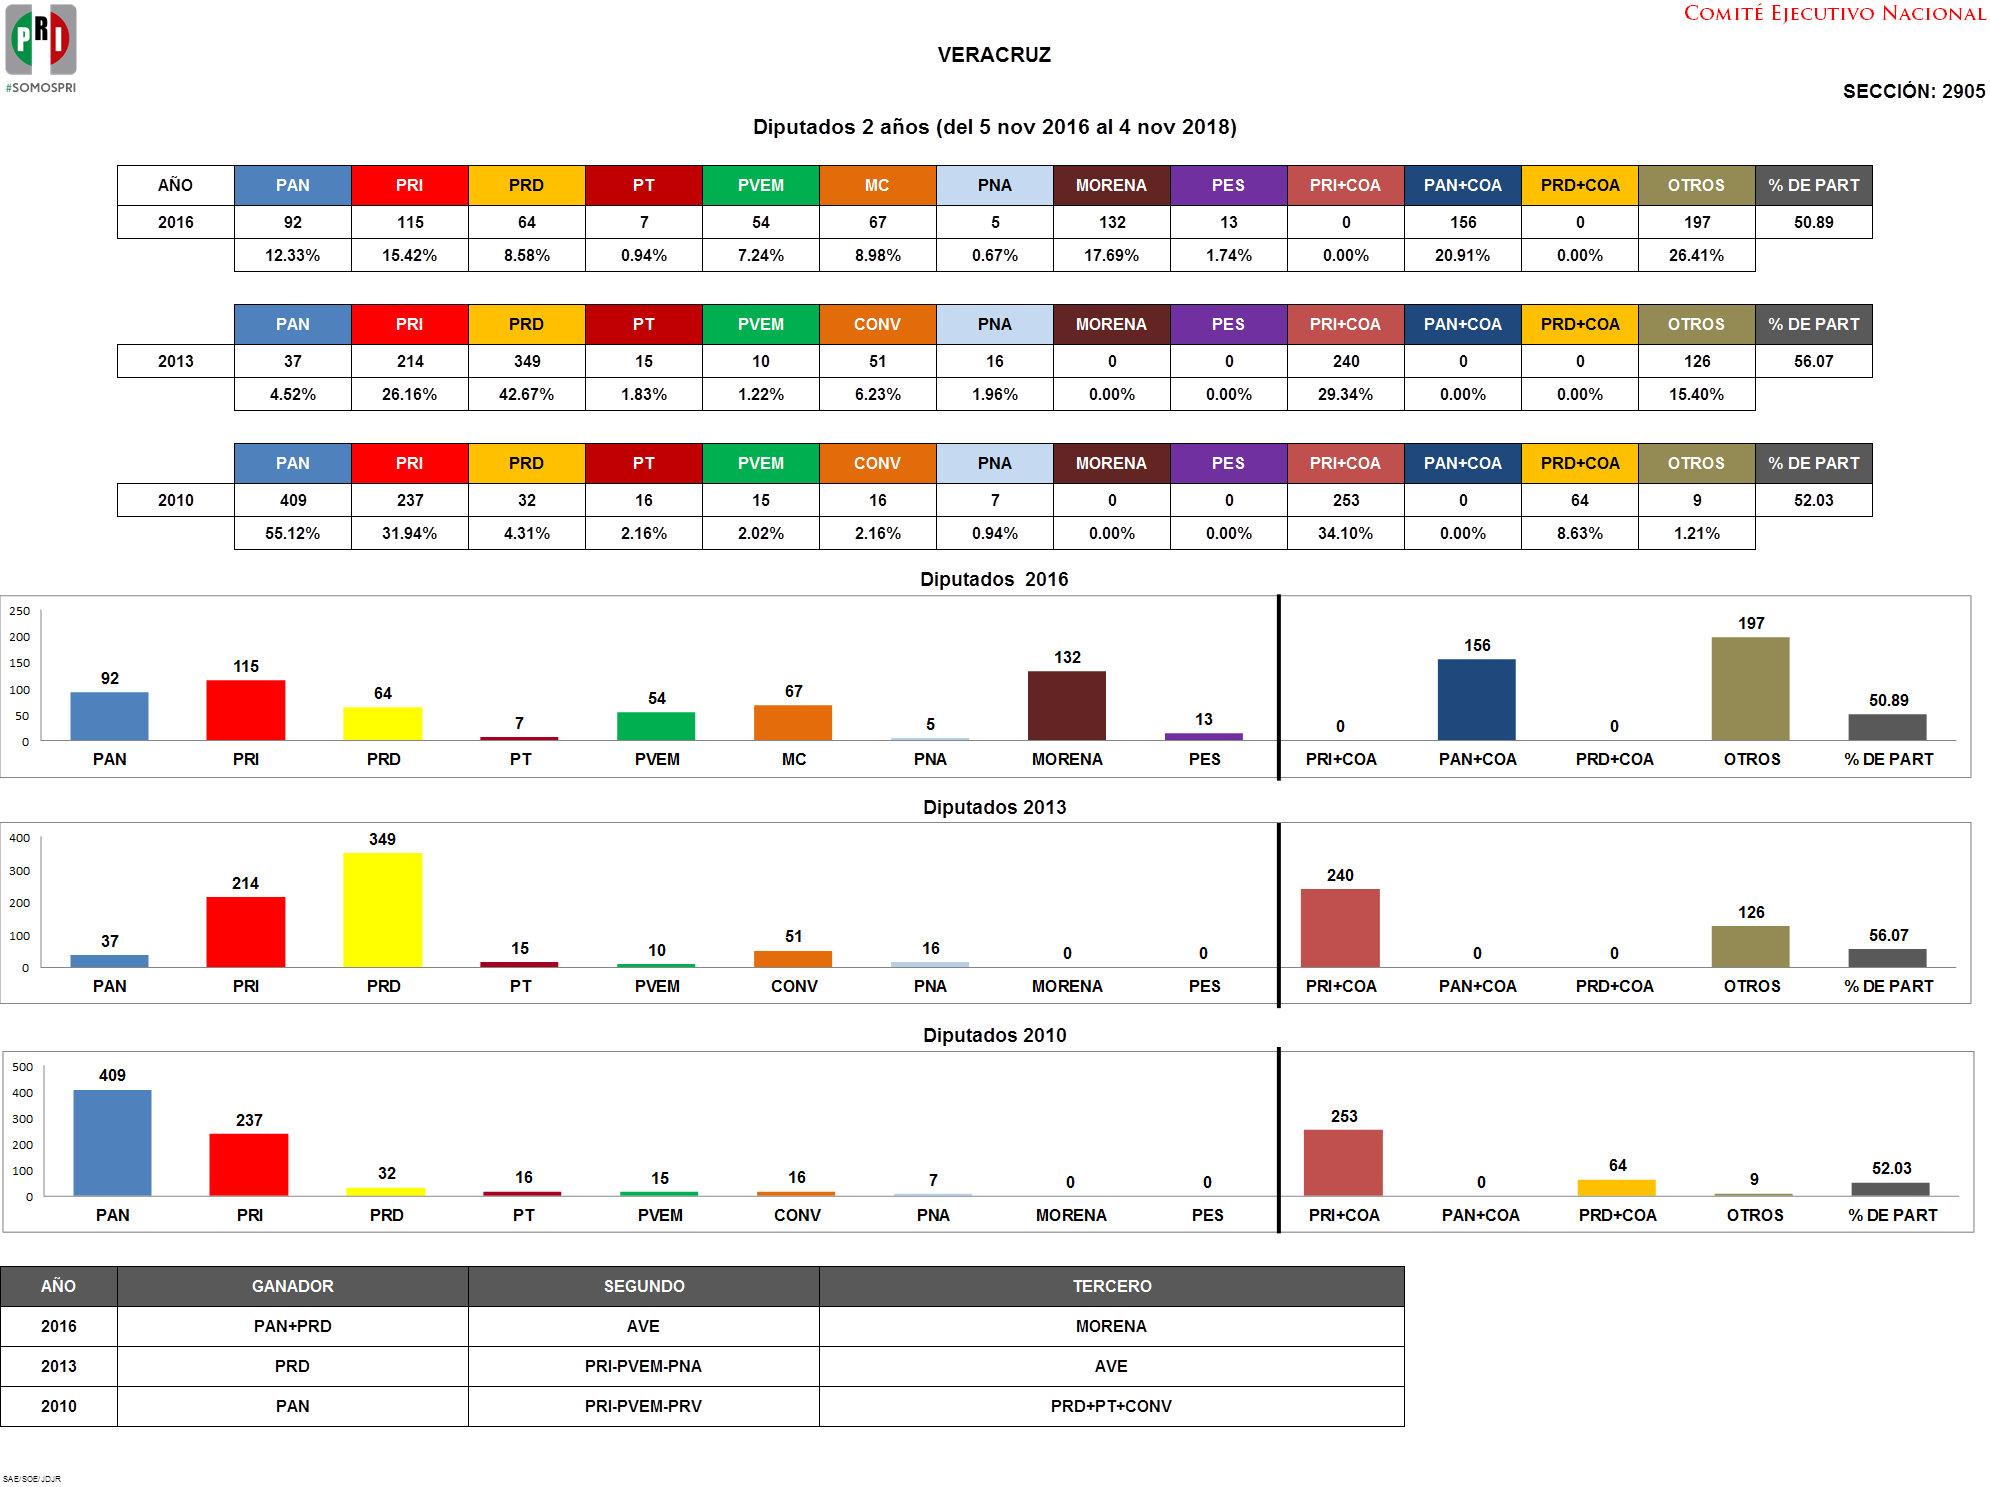 PRI
#SOMOSPRI
COMITÉ EJECUTIVO NACIONAL
VERACRUZ
SECCIÓN: 2905
Diputados 2 años (del 5 nov 2016 al 4 nov 2018)
AÑO PAN PRI PRD PT PVEM MC PNA MORENA PES PRI+COA PAN+COA PRD+COA OTROS % DE PART
2016 92 115 64 7 54 67 5 132 13 0 156 0 197 50.89
12.33% 15.42% 8.58% 0.94% 7.24% 8.98% 0.67% 17.69% 1.74% 0.00% 20.91% 0.00% 26.41%
PAN PRI PRD PT PVEM CONV PNA MORENA PES PRI+COA PAN+COA PRD+COA OTROS % DE PART
2013 37 214 349 15 10 51 16 0 0 240 0 0 126 56.07
4.52% 26.16% 42.67% 1.83% 1.22% 6.23% 1.96% 0.00% 0.00% 29.34% 0.00% 0.00% 15.40%
PAN PRI PRD PT PVEM CONV PNA MORENA PES PRI+COA PAN+COA PRD+COA OTROS % DE PART
2010 409 237 32 16 15 16 7 0 0 253 0 64 9 52.03
55.12% 31.94% 4.31% 2.16% 2.02% 2.16% 0.94% 0.00% 0.00% 34.10% 0.00% 8.63% 1.21%
Diputados 2016
250
200
150
100
50
0
92 115 64 7 54 67 5 132 13 0 156 0 197 50.89
PAN PRI PRD PT PVEM MC PNA MORENA PES PRI+COA PAN+COA PRD+COA OTROS % DE PART
Diputados 2013
400
300
200
100
0
37 214 349 15 10 51 16 0 0 240 0 0 126 56.07
PAN PRI PRD PT PVEM CONV PNA MORENA PES PRI+COA PAN+COA PRD+COA OTROS % DE PART
Diputados 2010
500
400
300
200
100
0
409 237 32 16 15 16 7 0 0 253 0 64 9 52.03
PAN PRI PRD PT PVEM CONV PNA MORENA PES PRI+COA PAN+COA PRD+COA OTROS % DE PART
AÑO GANADOR SEGUNDO TERCERO
2016 PAN+PRD AVE MORENA
2013 PRD PRI-PVEM-PNA AVE
2010 PAN PRI-PVEM-PRV PRD+PT+CONV
SAE/SOE/JDJR